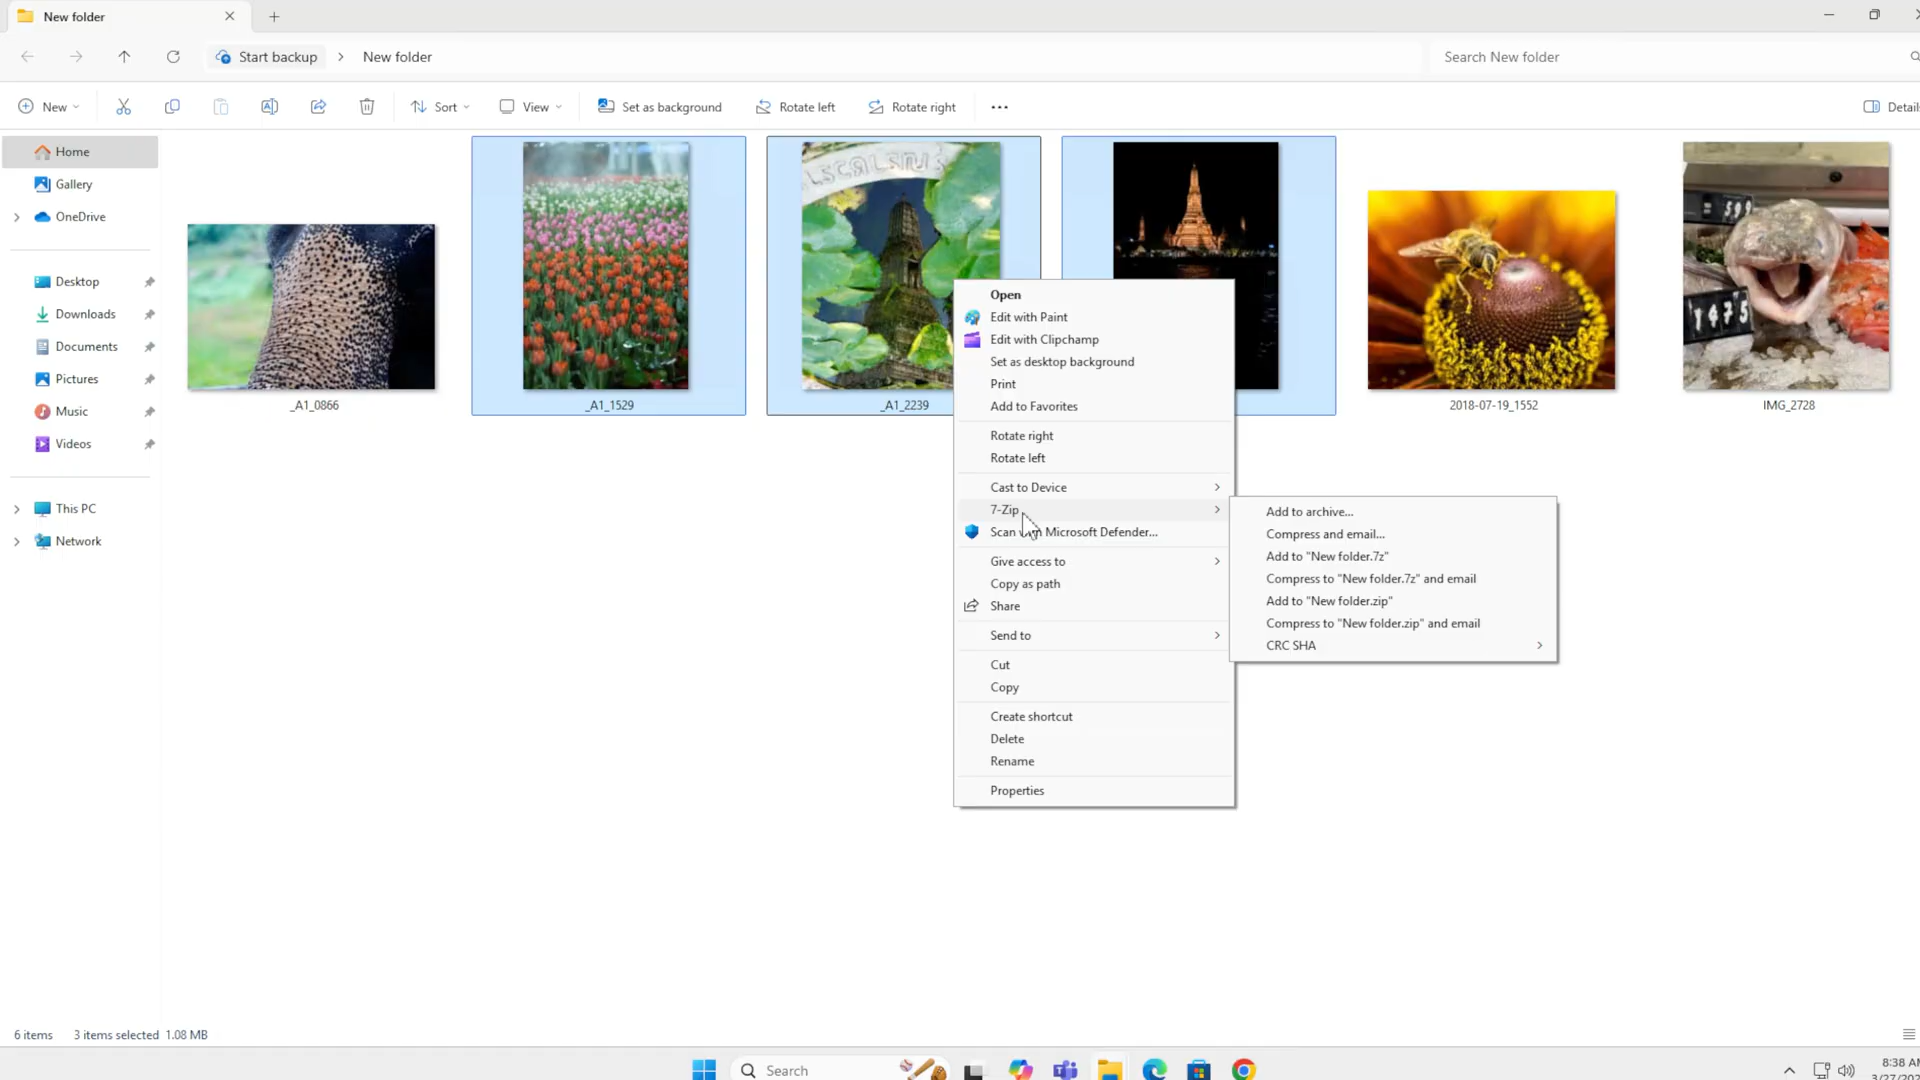 New folder
Start backup
New folder
Search New folder
New
Sort
View
Set as background
Rotate left
Rotate right
Home
Gallery
OneDrive
Desktop
Downloads
Documents
Pictures
Music
Videos
This PC
Network
_A1_0866
_A1_1529
_A1_2239
2018-07-19_1552
IMG_2728
599
1475
Open
Edit with Paint
Edit with Clipchamp
Set as desktop background
Print
Add to Favorites
Rotate right
Rotate left
Cast to Device
7-Zip
Scan with Microsoft Defender...
Give access to
Copy as path
Share
Send to
Cut
Copy
Create shortcut
Delete
Rename
Properties
Add to archive...
Compress and email...
Add to "New folder.7z"
Compress to "New folder.7z" and email
Add to "New folder.zip"
Compress to "New folder.zip" and email
CRC SHA
6 items 3 items selected 1.08 MB
Search
8:38